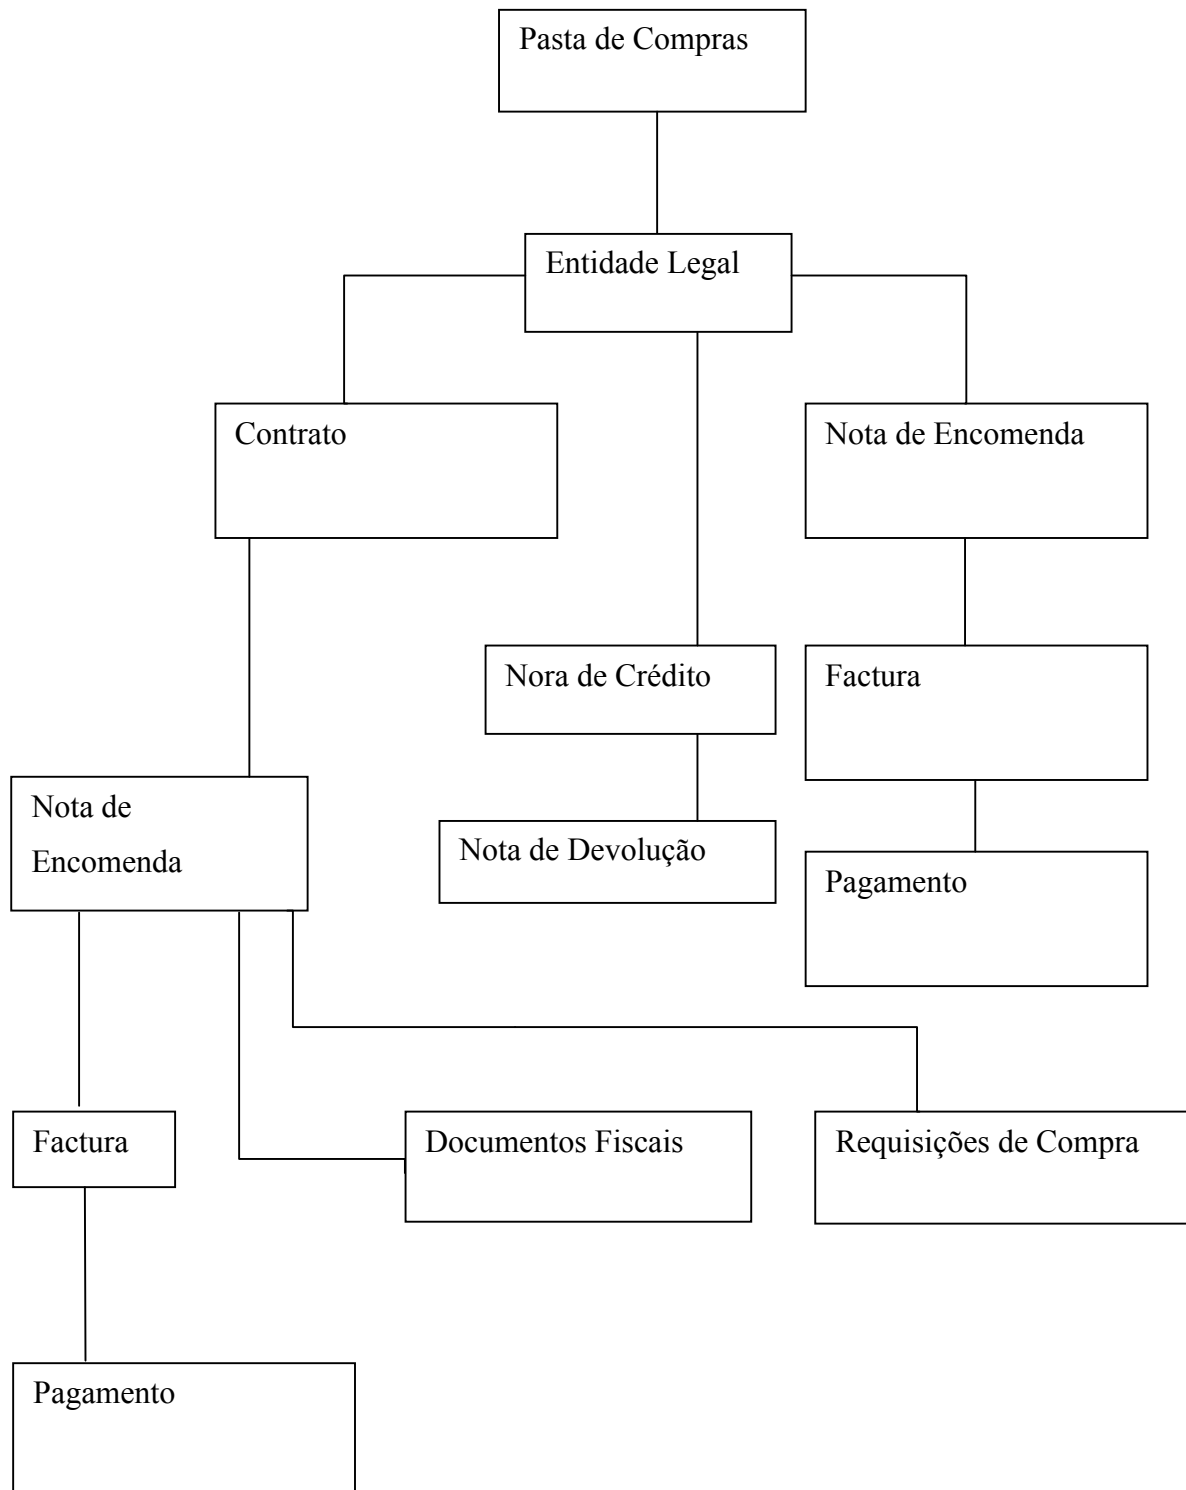 Pasta de Compras
Entidade Legal
Contrato
Nota de Encomenda
Nora de Crédito
Factura
Nota de
Encomenda
Nota de Devolução
Pagamento
Factura
Documentos Fiscais
Requisições de Compra
Pagamento